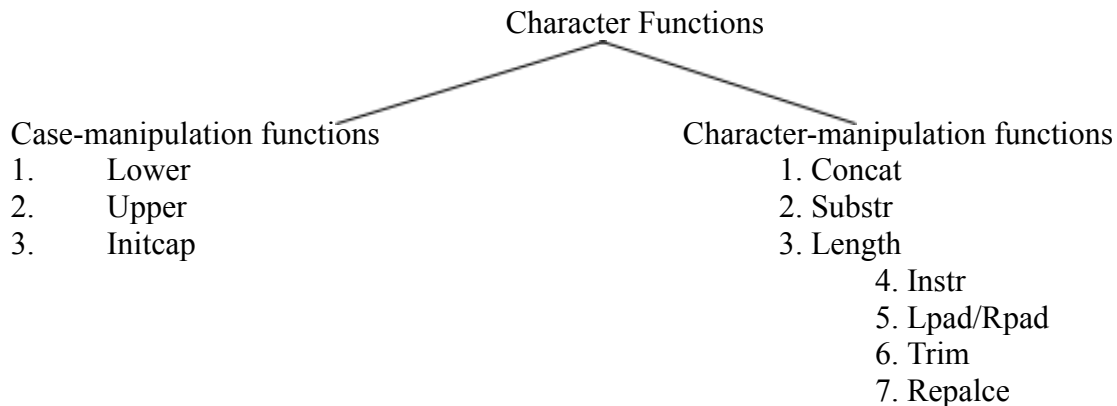 Character Functions
Case-manipulation functions
1. Lower
2. Upper
3. Initcap
Character-manipulation functions
1. Concat
2. Substr
3. Length
4. Instr
5. Lpad/Rpad
6. Trim
7. Repalce